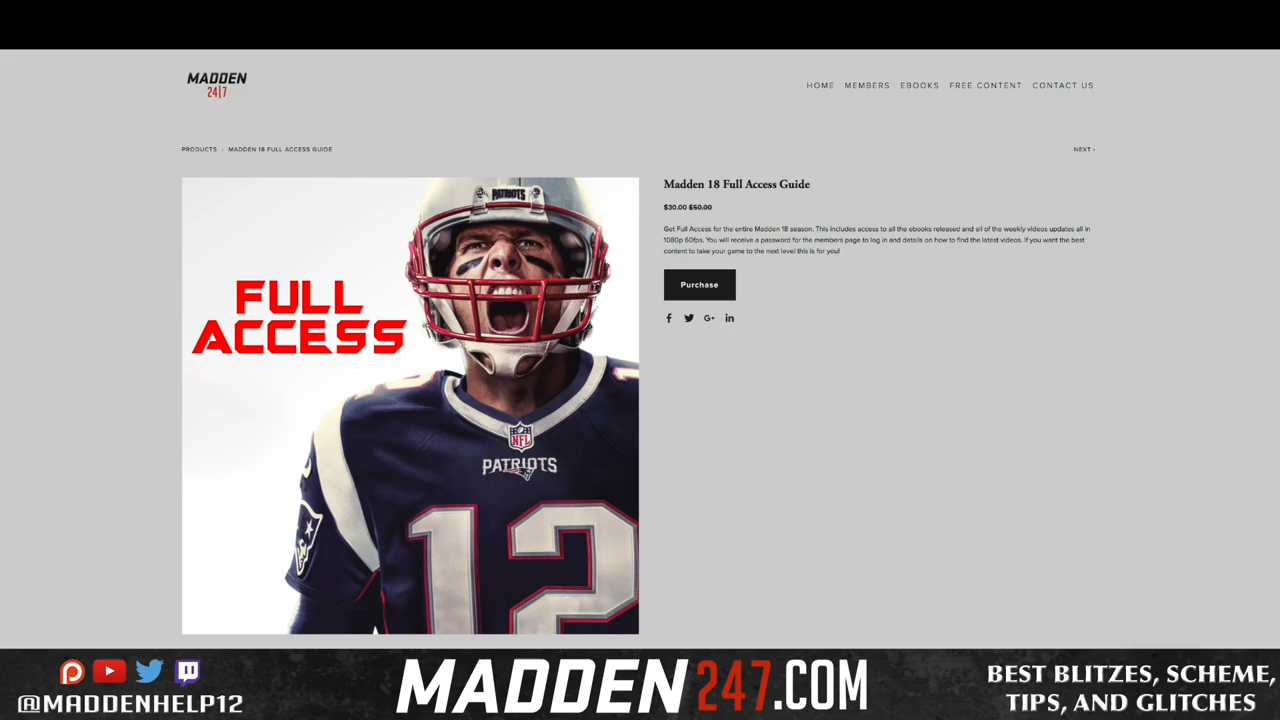 MADDEN
24|7
HOME MEMBERS EBOOKS FREE CONTENT CONTACT US
PRODUCTS › MADDEN 18 FULL ACCESS GUIDE
NEXT ›
FULL
ACCESS
PATRIOTS
NFL
PATRIOTS
12
Madden 18 Full Access Guide
$30.00 $50.00
Get Full Access for the entire Madden 18 season. This includes access to all the ebooks released and all of the weekly videos updates all in
1080p 60fps. You will receive a password for the members page to log in and details on how to find the latest videos. If you want the best
content to take your game to the next level this is for you!
Purchase
@MADDENHELP12
MADDEN 247.COM
BEST BLITZES, SCHEME,
TIPS, AND GLITCHES